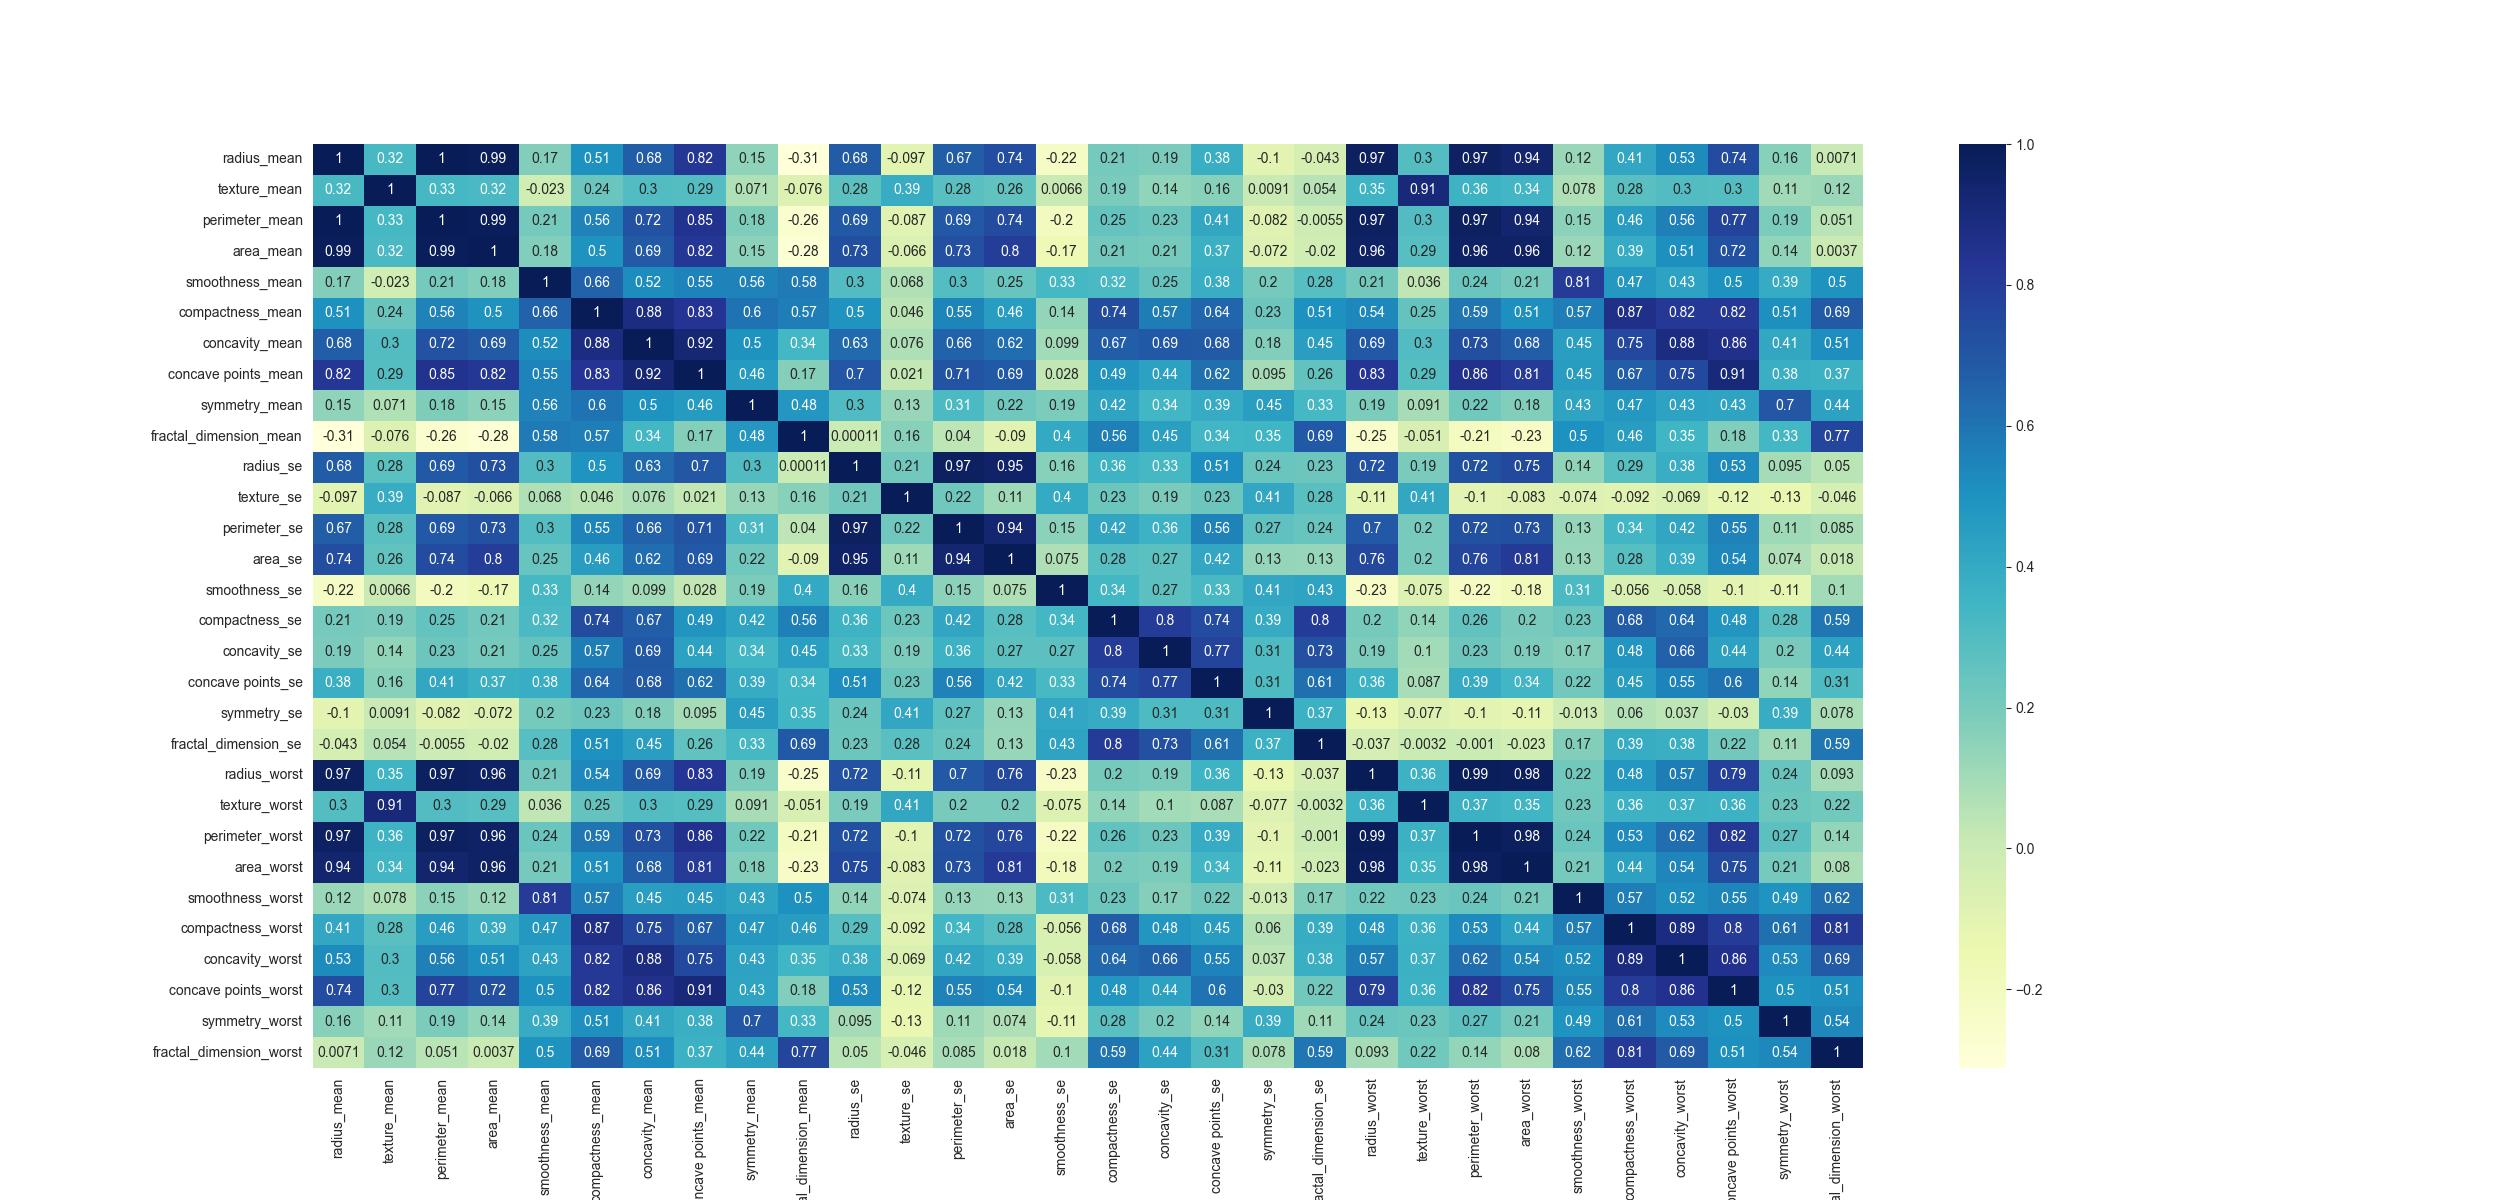 radius_mean 1 0.32 1 0.99 0.17 0.51 0.68 0.82 0.15 -0.31 0.68 -0.097 0.67 0.74 -0.22 0.21 0.19 0.38 -0.1 -0.043 0.97 0.3 0.97 0.94 0.12 0.41 0.53 0.74 0.16 0.0071 1.0
texture_mean 0.32 1 0.33 0.32 -0.023 0.24 0.3 0.29 0.071 -0.076 0.28 0.39 0.28 0.26 0.0066 0.19 0.14 0.16 0.0091 0.054 0.35 0.91 0.36 0.34 0.078 0.28 0.3 0.3 0.11 0.12
perimeter_mean 1 0.33 1 0.99 0.21 0.56 0.72 0.85 0.18 -0.26 0.69 -0.087 0.69 0.74 -0.2 0.25 0.23 0.41 -0.082 -0.0055 0.97 0.3 0.97 0.94 0.15 0.46 0.56 0.77 0.19 0.051
area_mean 0.99 0.32 0.99 1 0.18 0.5 0.69 0.82 0.15 -0.28 0.73 -0.066 0.73 0.8 -0.17 0.21 0.21 0.37 -0.072 -0.02 0.96 0.29 0.96 0.96 0.12 0.39 0.51 0.72 0.14 0.0037
smoothness_mean 0.17 -0.023 0.21 0.18 1 0.66 0.52 0.55 0.56 0.58 0.3 0.068 0.3 0.25 0.33 0.32 0.25 0.38 0.2 0.28 0.21 0.036 0.24 0.21 0.81 0.47 0.43 0.5 0.39 0.5 0.8
compactness_mean 0.51 0.24 0.56 0.5 0.66 1 0.88 0.83 0.6 0.57 0.5 0.046 0.55 0.46 0.14 0.74 0.57 0.64 0.23 0.51 0.54 0.25 0.59 0.51 0.57 0.87 0.82 0.82 0.51 0.69
concavity_mean 0.68 0.3 0.72 0.69 0.52 0.88 1 0.92 0.5 0.34 0.63 0.076 0.66 0.62 0.099 0.67 0.69 0.68 0.18 0.45 0.69 0.3 0.73 0.68 0.45 0.75 0.88 0.86 0.41 0.51
concave points_mean 0.82 0.29 0.85 0.82 0.55 0.83 0.92 1 0.46 0.17 0.7 0.021 0.71 0.69 0.028 0.49 0.44 0.62 0.095 0.26 0.83 0.29 0.86 0.81 0.45 0.67 0.75 0.91 0.38 0.37
symmetry_mean 0.15 0.071 0.18 0.15 0.56 0.6 0.5 0.46 1 0.48 0.3 0.13 0.31 0.22 0.19 0.42 0.34 0.39 0.45 0.33 0.19 0.091 0.22 0.18 0.43 0.47 0.43 0.43 0.7 0.44
fractal_dimension_mean -0.31 -0.076 -0.26 -0.28 0.58 0.57 0.34 0.17 0.48 1 0.00011 0.16 0.04 -0.09 0.4 0.56 0.45 0.34 0.35 0.69 -0.25 -0.051 -0.21 -0.23 0.5 0.46 0.35 0.18 0.33 0.77 0.6
radius_se 0.68 0.28 0.69 0.73 0.3 0.5 0.63 0.7 0.3 0.00011 1 0.21 0.97 0.95 0.16 0.36 0.33 0.51 0.24 0.23 0.72 0.19 0.72 0.75 0.14 0.29 0.38 0.53 0.095 0.05
texture_se -0.097 0.39 -0.087 -0.066 0.068 0.046 0.076 0.021 0.13 0.16 0.21 1 0.22 0.11 0.4 0.23 0.19 0.23 0.41 0.28 -0.11 0.41 -0.1 -0.083 -0.074 -0.092 -0.069 -0.12 -0.13 -0.046
perimeter_se 0.67 0.28 0.69 0.73 0.3 0.55 0.66 0.71 0.31 0.04 0.97 0.22 1 0.94 0.15 0.42 0.36 0.56 0.27 0.24 0.7 0.2 0.72 0.73 0.13 0.34 0.42 0.55 0.11 0.085
area_se 0.74 0.26 0.74 0.8 0.25 0.46 0.62 0.69 0.22 -0.09 0.95 0.11 0.94 1 0.075 0.28 0.27 0.42 0.13 0.13 0.76 0.2 0.76 0.81 0.13 0.28 0.39 0.54 0.074 0.018 0.4
smoothness_se -0.22 0.0066 -0.2 -0.17 0.33 0.14 0.099 0.028 0.19 0.4 0.16 0.4 0.15 0.075 1 0.34 0.27 0.33 0.41 0.43 -0.23 -0.075 -0.22 -0.18 0.31 -0.056 -0.058 -0.1 -0.11 0.1
compactness_se 0.21 0.19 0.25 0.21 0.32 0.74 0.67 0.49 0.42 0.56 0.36 0.23 0.42 0.28 0.34 1 0.8 0.74 0.39 0.8 0.2 0.14 0.26 0.2 0.23 0.68 0.64 0.48 0.28 0.59
concavity_se 0.19 0.14 0.23 0.21 0.25 0.57 0.69 0.44 0.34 0.45 0.33 0.19 0.36 0.27 0.27 0.8 1 0.77 0.31 0.73 0.19 0.1 0.23 0.19 0.17 0.48 0.66 0.44 0.2 0.44
concave points_se 0.38 0.16 0.41 0.37 0.38 0.64 0.68 0.62 0.39 0.34 0.51 0.23 0.56 0.42 0.33 0.74 0.77 1 0.31 0.61 0.36 0.087 0.39 0.34 0.22 0.45 0.55 0.6 0.14 0.31
symmetry_se -0.1 0.0091 -0.082 -0.072 0.2 0.23 0.18 0.095 0.45 0.35 0.24 0.41 0.27 0.13 0.41 0.39 0.31 0.31 1 0.37 -0.13 -0.077 -0.1 -0.11 -0.013 0.06 0.037 -0.03 0.39 0.078 0.2
fractal_dimension_se -0.043 0.054 -0.0055 -0.02 0.28 0.51 0.45 0.26 0.33 0.69 0.23 0.28 0.24 0.13 0.43 0.8 0.73 0.61 0.37 1 -0.037 -0.0032 -0.001 -0.023 0.17 0.39 0.38 0.22 0.11 0.59
radius_worst 0.97 0.35 0.97 0.96 0.21 0.54 0.69 0.83 0.19 -0.25 0.72 -0.11 0.7 0.76 -0.23 0.2 0.19 0.36 -0.13 -0.037 1 0.36 0.99 0.98 0.22 0.48 0.57 0.79 0.24 0.093
texture_worst 0.3 0.91 0.3 0.29 0.036 0.25 0.3 0.29 0.091 -0.051 0.19 0.41 0.2 0.2 -0.075 0.14 0.1 0.087 -0.077 -0.0032 0.36 1 0.37 0.35 0.23 0.36 0.37 0.36 0.23 0.22
perimeter_worst 0.97 0.36 0.97 0.96 0.24 0.59 0.73 0.86 0.22 -0.21 0.72 -0.1 0.72 0.76 -0.22 0.26 0.23 0.39 -0.1 -0.001 0.99 0.37 1 0.98 0.24 0.53 0.62 0.82 0.27 0.14 0.0
area_worst 0.94 0.34 0.94 0.96 0.21 0.51 0.68 0.81 0.18 -0.23 0.75 -0.083 0.73 0.81 -0.18 0.2 0.19 0.34 -0.11 -0.023 0.98 0.35 0.98 1 0.21 0.44 0.54 0.75 0.21 0.08
smoothness_worst 0.12 0.078 0.15 0.12 0.81 0.57 0.45 0.45 0.43 0.5 0.14 -0.074 0.13 0.13 0.31 0.23 0.17 0.22 -0.013 0.17 0.22 0.23 0.24 0.21 1 0.57 0.52 0.55 0.49 0.62
compactness_worst 0.41 0.28 0.46 0.39 0.47 0.87 0.75 0.67 0.47 0.46 0.29 -0.092 0.34 0.28 -0.056 0.68 0.48 0.45 0.06 0.39 0.48 0.36 0.53 0.44 0.57 1 0.89 0.8 0.61 0.81
concavity_worst 0.53 0.3 0.56 0.51 0.43 0.82 0.88 0.75 0.43 0.35 0.38 -0.069 0.42 0.39 -0.058 0.64 0.66 0.55 0.037 0.38 0.57 0.37 0.62 0.54 0.52 0.89 1 0.86 0.53 0.69
concave points_worst 0.74 0.3 0.77 0.72 0.5 0.82 0.86 0.91 0.43 0.18 0.53 -0.12 0.55 0.54 -0.1 0.48 0.44 0.6 -0.03 0.22 0.79 0.36 0.82 0.75 0.55 0.8 0.86 1 0.5 0.51 −0.2
symmetry_worst 0.16 0.11 0.19 0.14 0.39 0.51 0.41 0.38 0.7 0.33 0.095 -0.13 0.11 0.074 -0.11 0.28 0.2 0.14 0.39 0.11 0.24 0.23 0.27 0.21 0.49 0.61 0.53 0.5 1 0.54
fractal_dimension_worst 0.0071 0.12 0.051 0.0037 0.5 0.69 0.51 0.37 0.44 0.77 0.05 -0.046 0.085 0.018 0.1 0.59 0.44 0.31 0.078 0.59 0.093 0.22 0.14 0.08 0.62 0.81 0.69 0.51 0.54 1
radius_mean
texture_mean
perimeter_mean
area_mean
smoothness_mean
compactness_mean
concavity_mean
ncave points_mean
symmetry_mean
al_dimension_mean
radius_se
texture_se
perimeter_se
area_se
smoothness_se
compactness_se
concavity_se
concave points_se
symmetry_se
actal_dimension_se
radius_worst
texture_worst
perimeter_worst
area_worst
smoothness_worst
compactness_worst
concavity_worst
oncave points_worst
symmetry_worst
al_dimension_worst